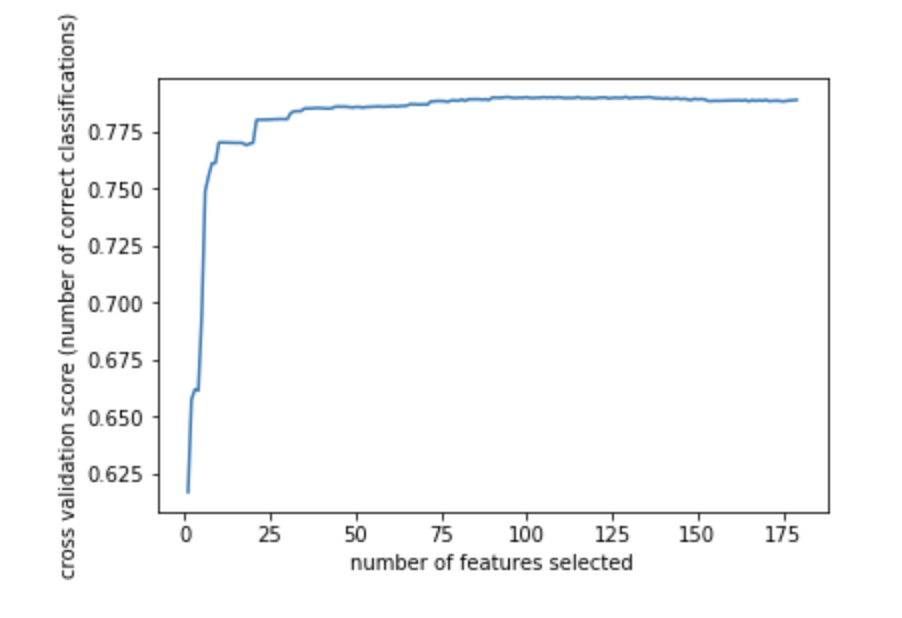 cross validation score (number of correct classifications)
0.775
0.750
0.725
0.700
0.675
0.650
0.625
0 25 50 75 100 125 150 175
number of features selected